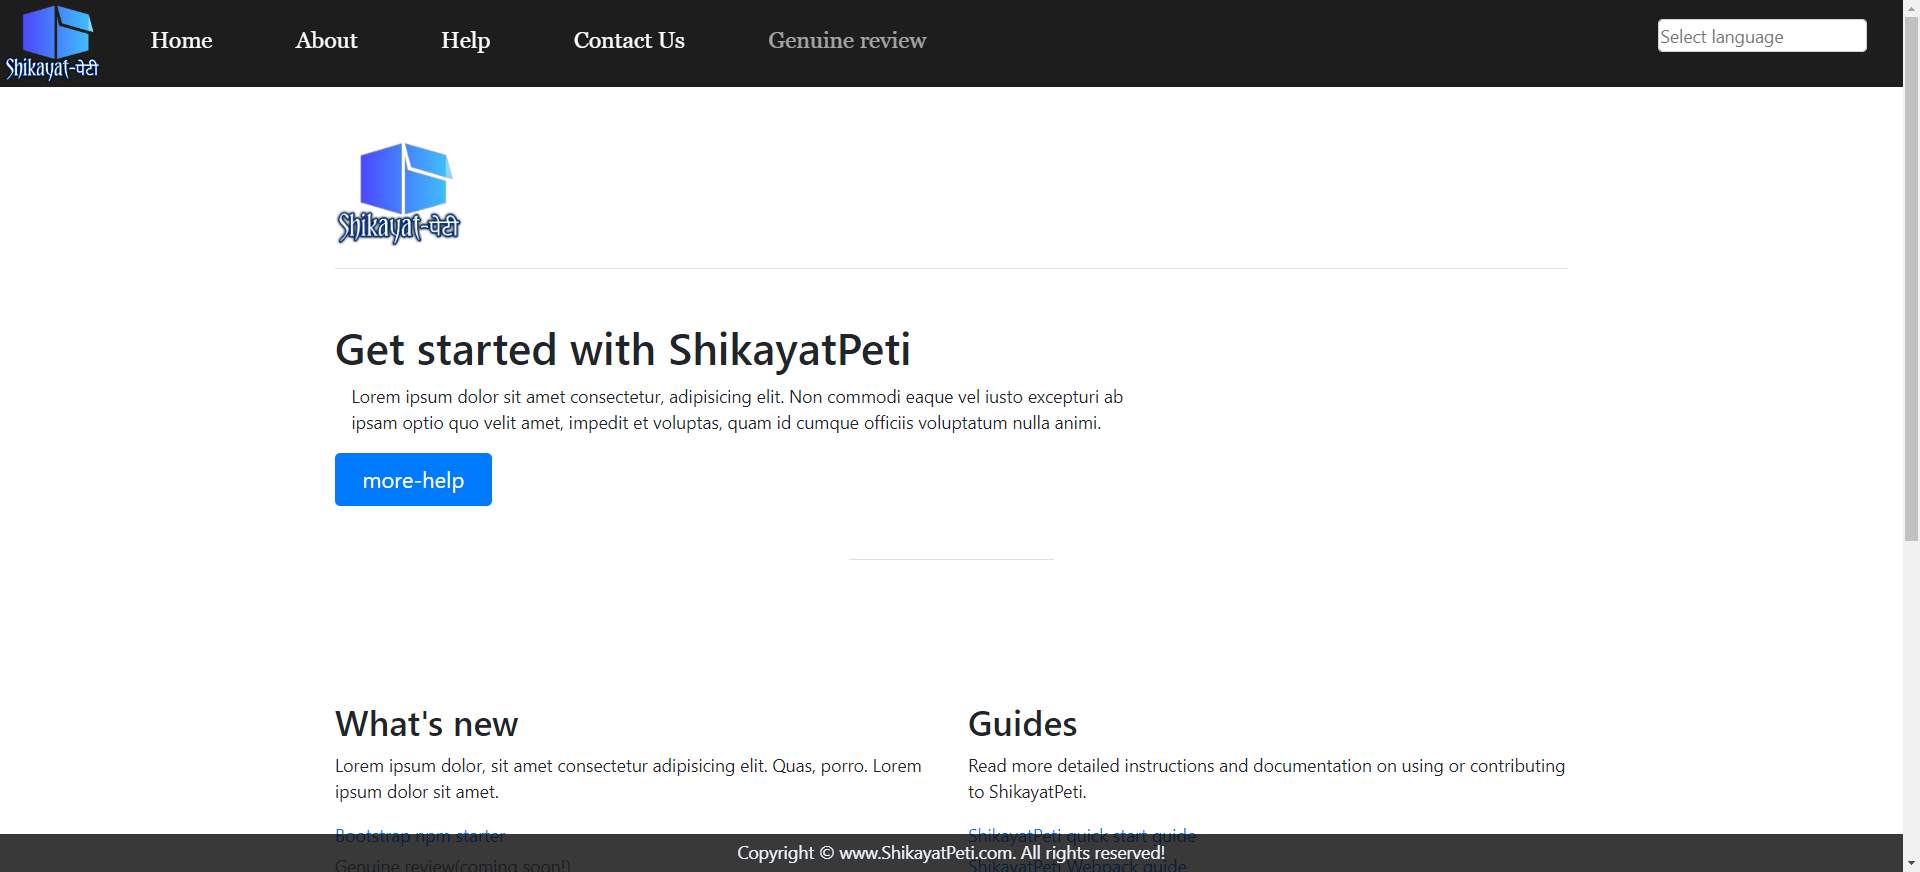 Shikayat-पेटी
Home
About
Help
Contact Us
Genuine review
Select language
Shikayat-पेटी
Get started with ShikayatPeti
Lorem ipsum dolor sit amet consectetur, adipisicing elit. Non commodi eaque vel iusto excepturi ab
ipsam optio quo velit amet, impedit et voluptas, quam id cumque officiis voluptatum nulla animi.
more-help
What's new
Lorem ipsum dolor, sit amet consectetur adipisicing elit. Quas, porro. Lorem
ipsum dolor sit amet.
Bootstrap npm starter
Genuine review(coming soon!)
Guides
Read more detailed instructions and documentation on using or contributing
to ShikayatPeti.
ShikayatPeti quick start guide
ShikayatPeti Webpack guide
Copyright © www.ShikayatPeti.com. All rights reserved!